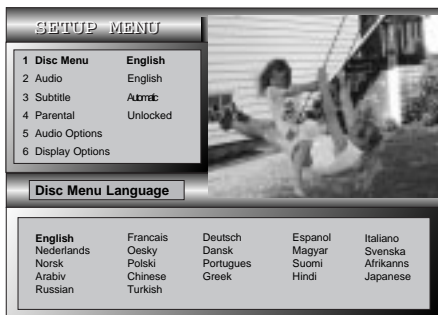 SETUP MENU
1 Disc Menu English
2 Audio English
3 Subtitle Automatic
4 Parental Unlocked
5 Audio Options
6 Display Options
Disc Menu Language
English Francais Deutsch Espanol Italiano
Nederlands Oesky Dansk Magyar Svenska
Norsk Polski Portugues Suomi Afrikanns
Arabiv Chinese Greek Hindi Japanese
Russian Turkish